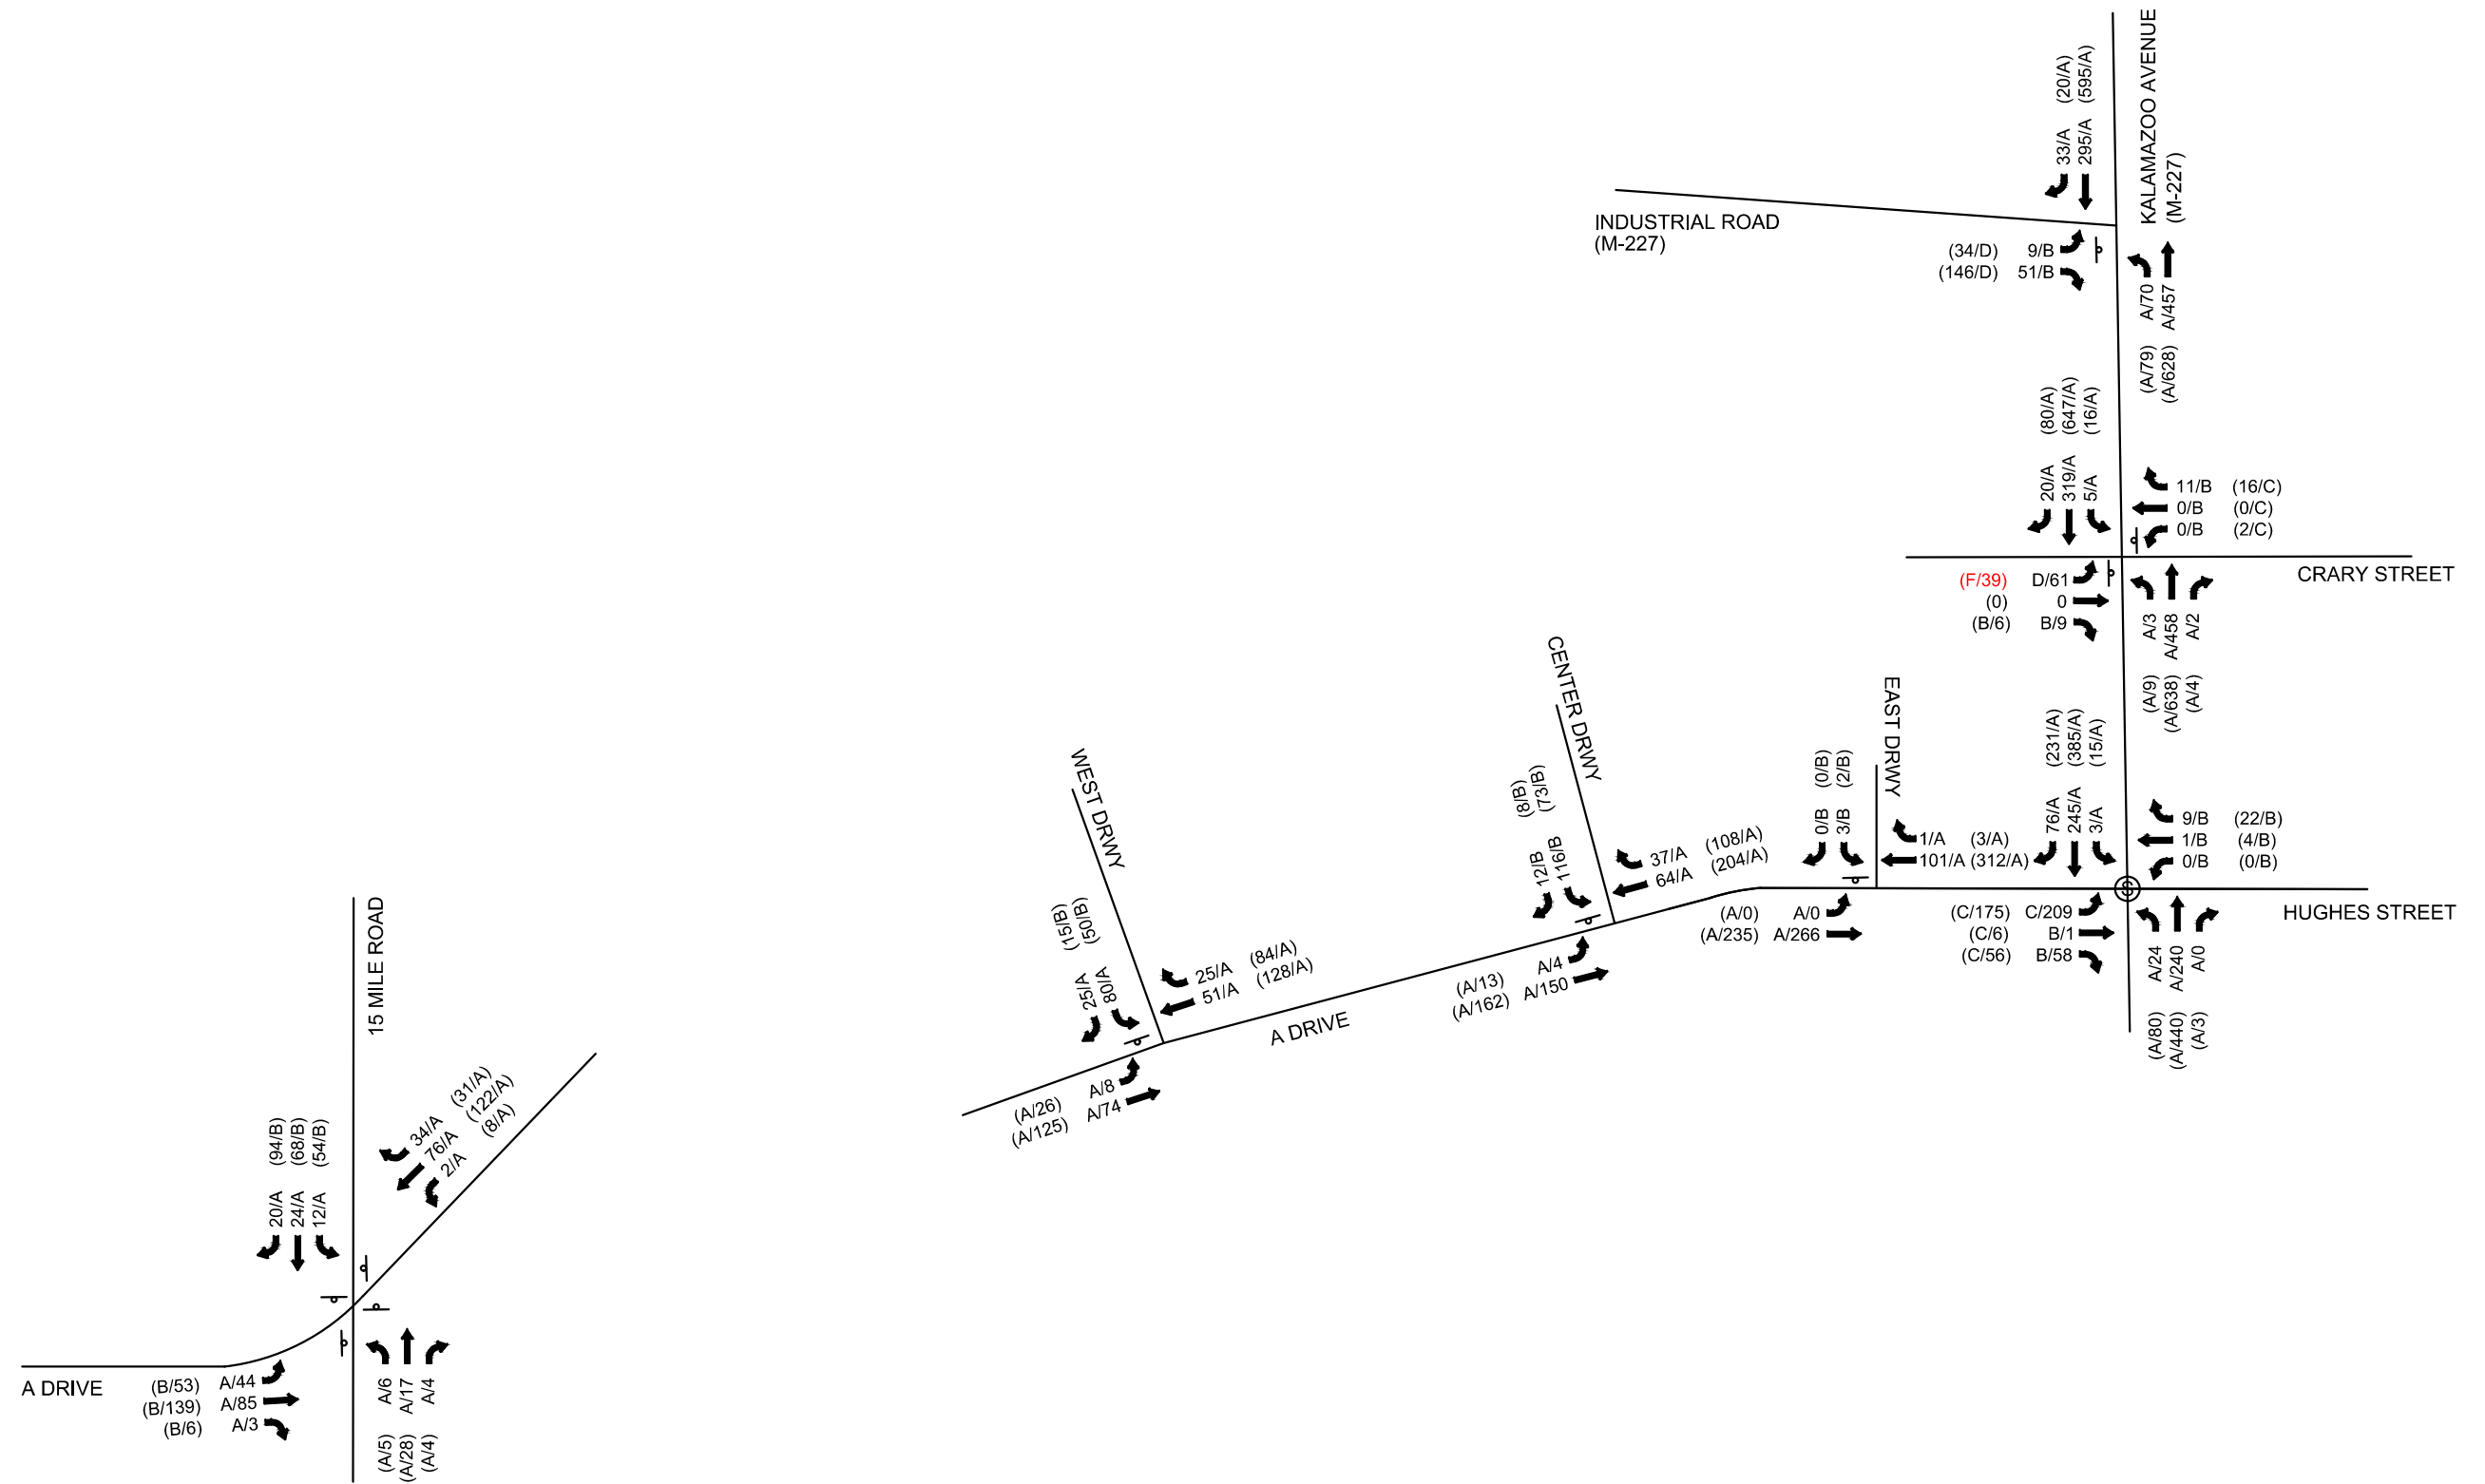 KALAMAZOO AVENUE
(M-227)
33/A (20/A)
295/A (595/A)
INDUSTRIAL ROAD
(M-227)
(34/D) 9/B
(146/D) 51/B
A/70 (A/79)
A/457 (A/628)
20/A (80/A)
319/A (647/A)
5/A (16/A)
11/B (16/C)
0/B (0/C)
0/B (2/C)
CRARY STREET
(F/39) D/61
(0) 0
(B/6) B/9
A/3 (A/9)
A/458 (A/638)
A/2 (A/4)
CENTER DRWY
EAST DRWY
WEST DRWY
76/A (231/A)
245/A (385/A)
3/A (15/A)
9/B (22/B)
1/B (4/B)
0/B (0/B)
S
HUGHES STREET
0/B (0/B)
3/B (2/B)
1/A (3/A)
101/A (312/A)
(A/0) A/0
(A/235) A/266
(C/175) C/209
(C/6) B/1
(C/56) B/58
A/24 (A/80)
A/240 (A/440)
A/0 (A/3)
12/B (8/B)
116/B (73/B)
37/A (108/A)
64/A (204/A)
(A/13) A/4
(A/162) A/150
A DRIVE
25/A (15/B)
80/A (50/B)
25/A (84/A)
51/A (128/A)
(A/26) A/8
(A/125) A/74
15 MILE ROAD
34/A (31/A)
76/A (122/A)
2/A (8/A)
20/A (94/B)
24/A (68/B)
12/A (54/B)
A DRIVE
(B/53) A/44
(B/139) A/85
(B/6) A/3
A/6 (A/5)
A/17 (A/28)
A/4 (A/4)